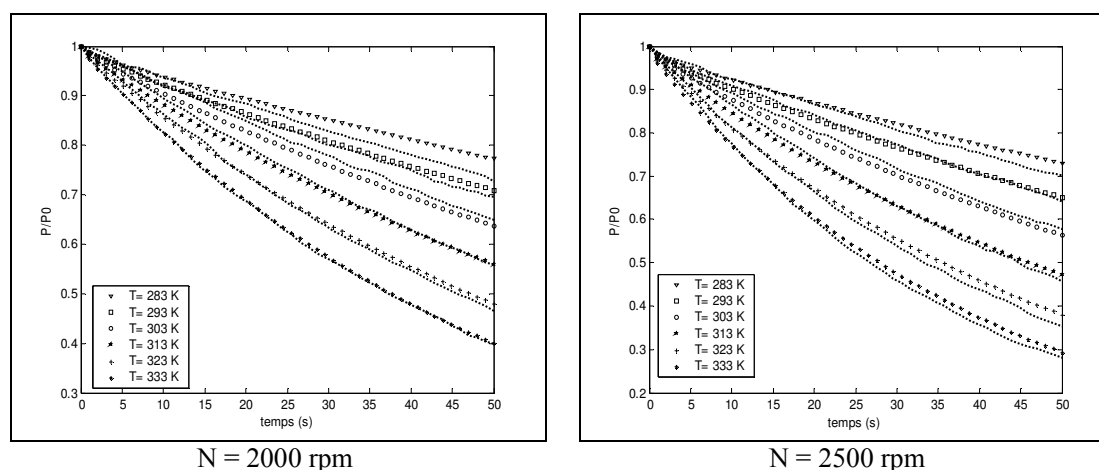 1
0.9
0.8
0.7
0.6
0.5
0.4
0.3
P/P0
0 5 10 15 20 25 30 35 40 45 50
temps (s)
T= 283 K
T= 293 K
T= 303 K
T= 313 K
T= 323 K
T= 333 K
N = 2000 rpm
1
0.9
0.8
0.7
0.6
0.5
0.4
0.3
0.2
P/P0
0 5 10 15 20 25 30 35 40 45 50
temps (s)
T= 283 K
T= 293 K
T= 303 K
T= 313 K
T= 323 K
T= 333 K
N = 2500 rpm